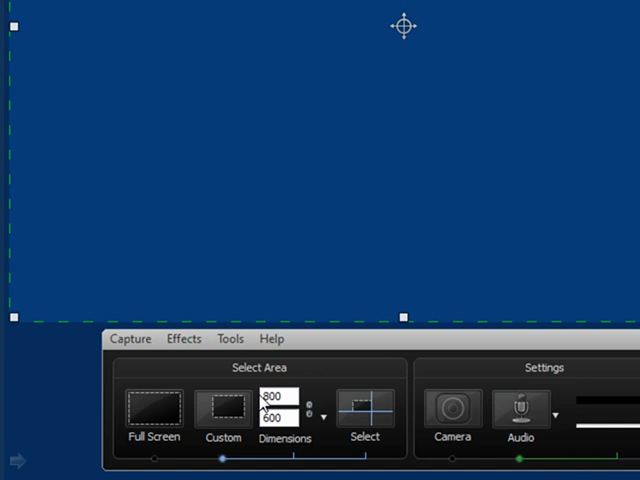 Capture Effects Tools Help
Select Area
Settings
800
600
Full Screen
Custom
Dimensions
Select
Camera
Audio